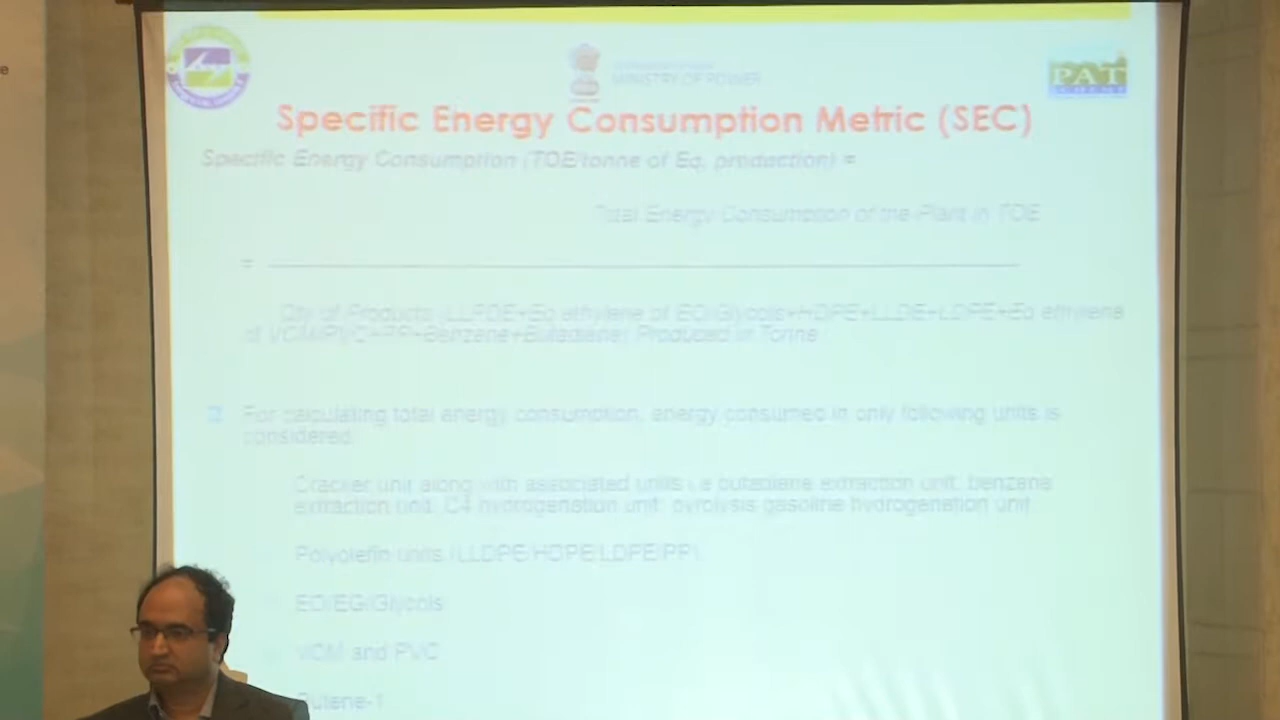 MINISTRY OF POWER
PAT
Specific Energy Consumption Metric (SEC)
Specific Energy Consumption (TOE/tonne of Eq. production) =
Total Energy Consumption of the Plant in TOE
=
Qty of Products (LLPDE+Eq ethylene of EO/Glycols+HDPE+LLDE+LDPE+Eq ethylene
of VCM/PVC+PP+Benzene+Butadiene) Produced in Tonne
For calculating total energy consumption, energy consumed in only following units is
considered:
Cracker unit along with associated units i.e butadiene extraction unit, benzene
extraction unit, C4 hydrogenation unit, pyrolysis gasoline hydrogenation unit
Polyolefin units (LLDPE/HDPE/LDPE/PP)
EO/EG/Glycols
VCM and PVC
Butene-1